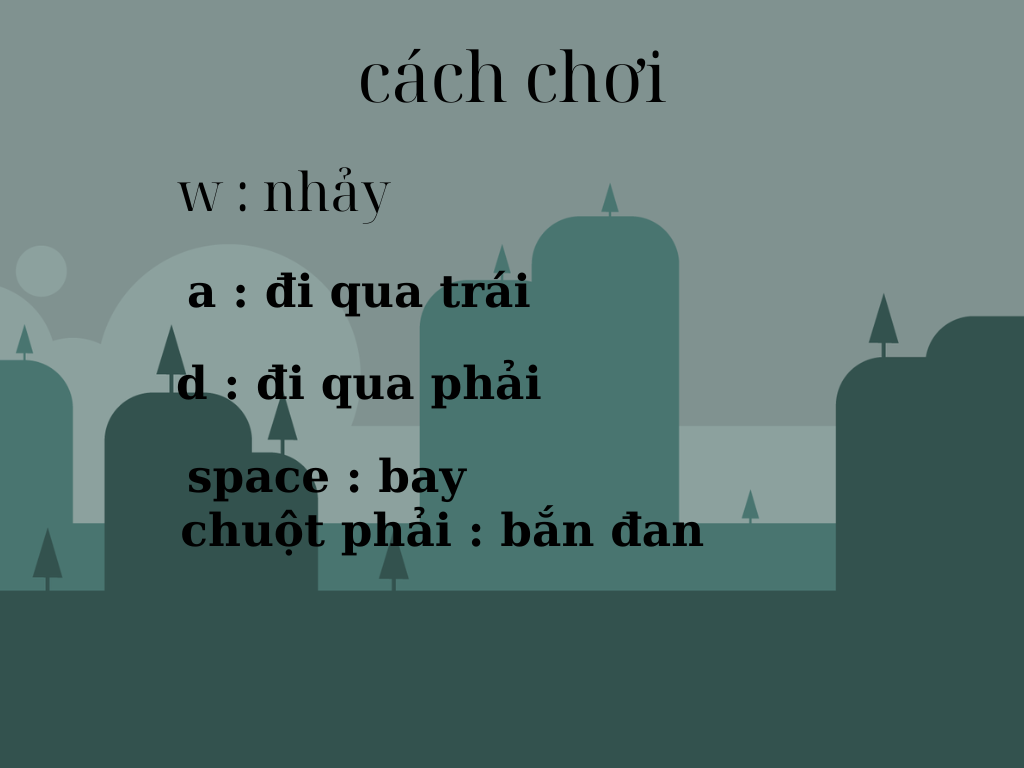 cách chơi
w : nhảy
a : đi qua trái
d : đi qua phải
space : bay
chuột phải : bắn đan